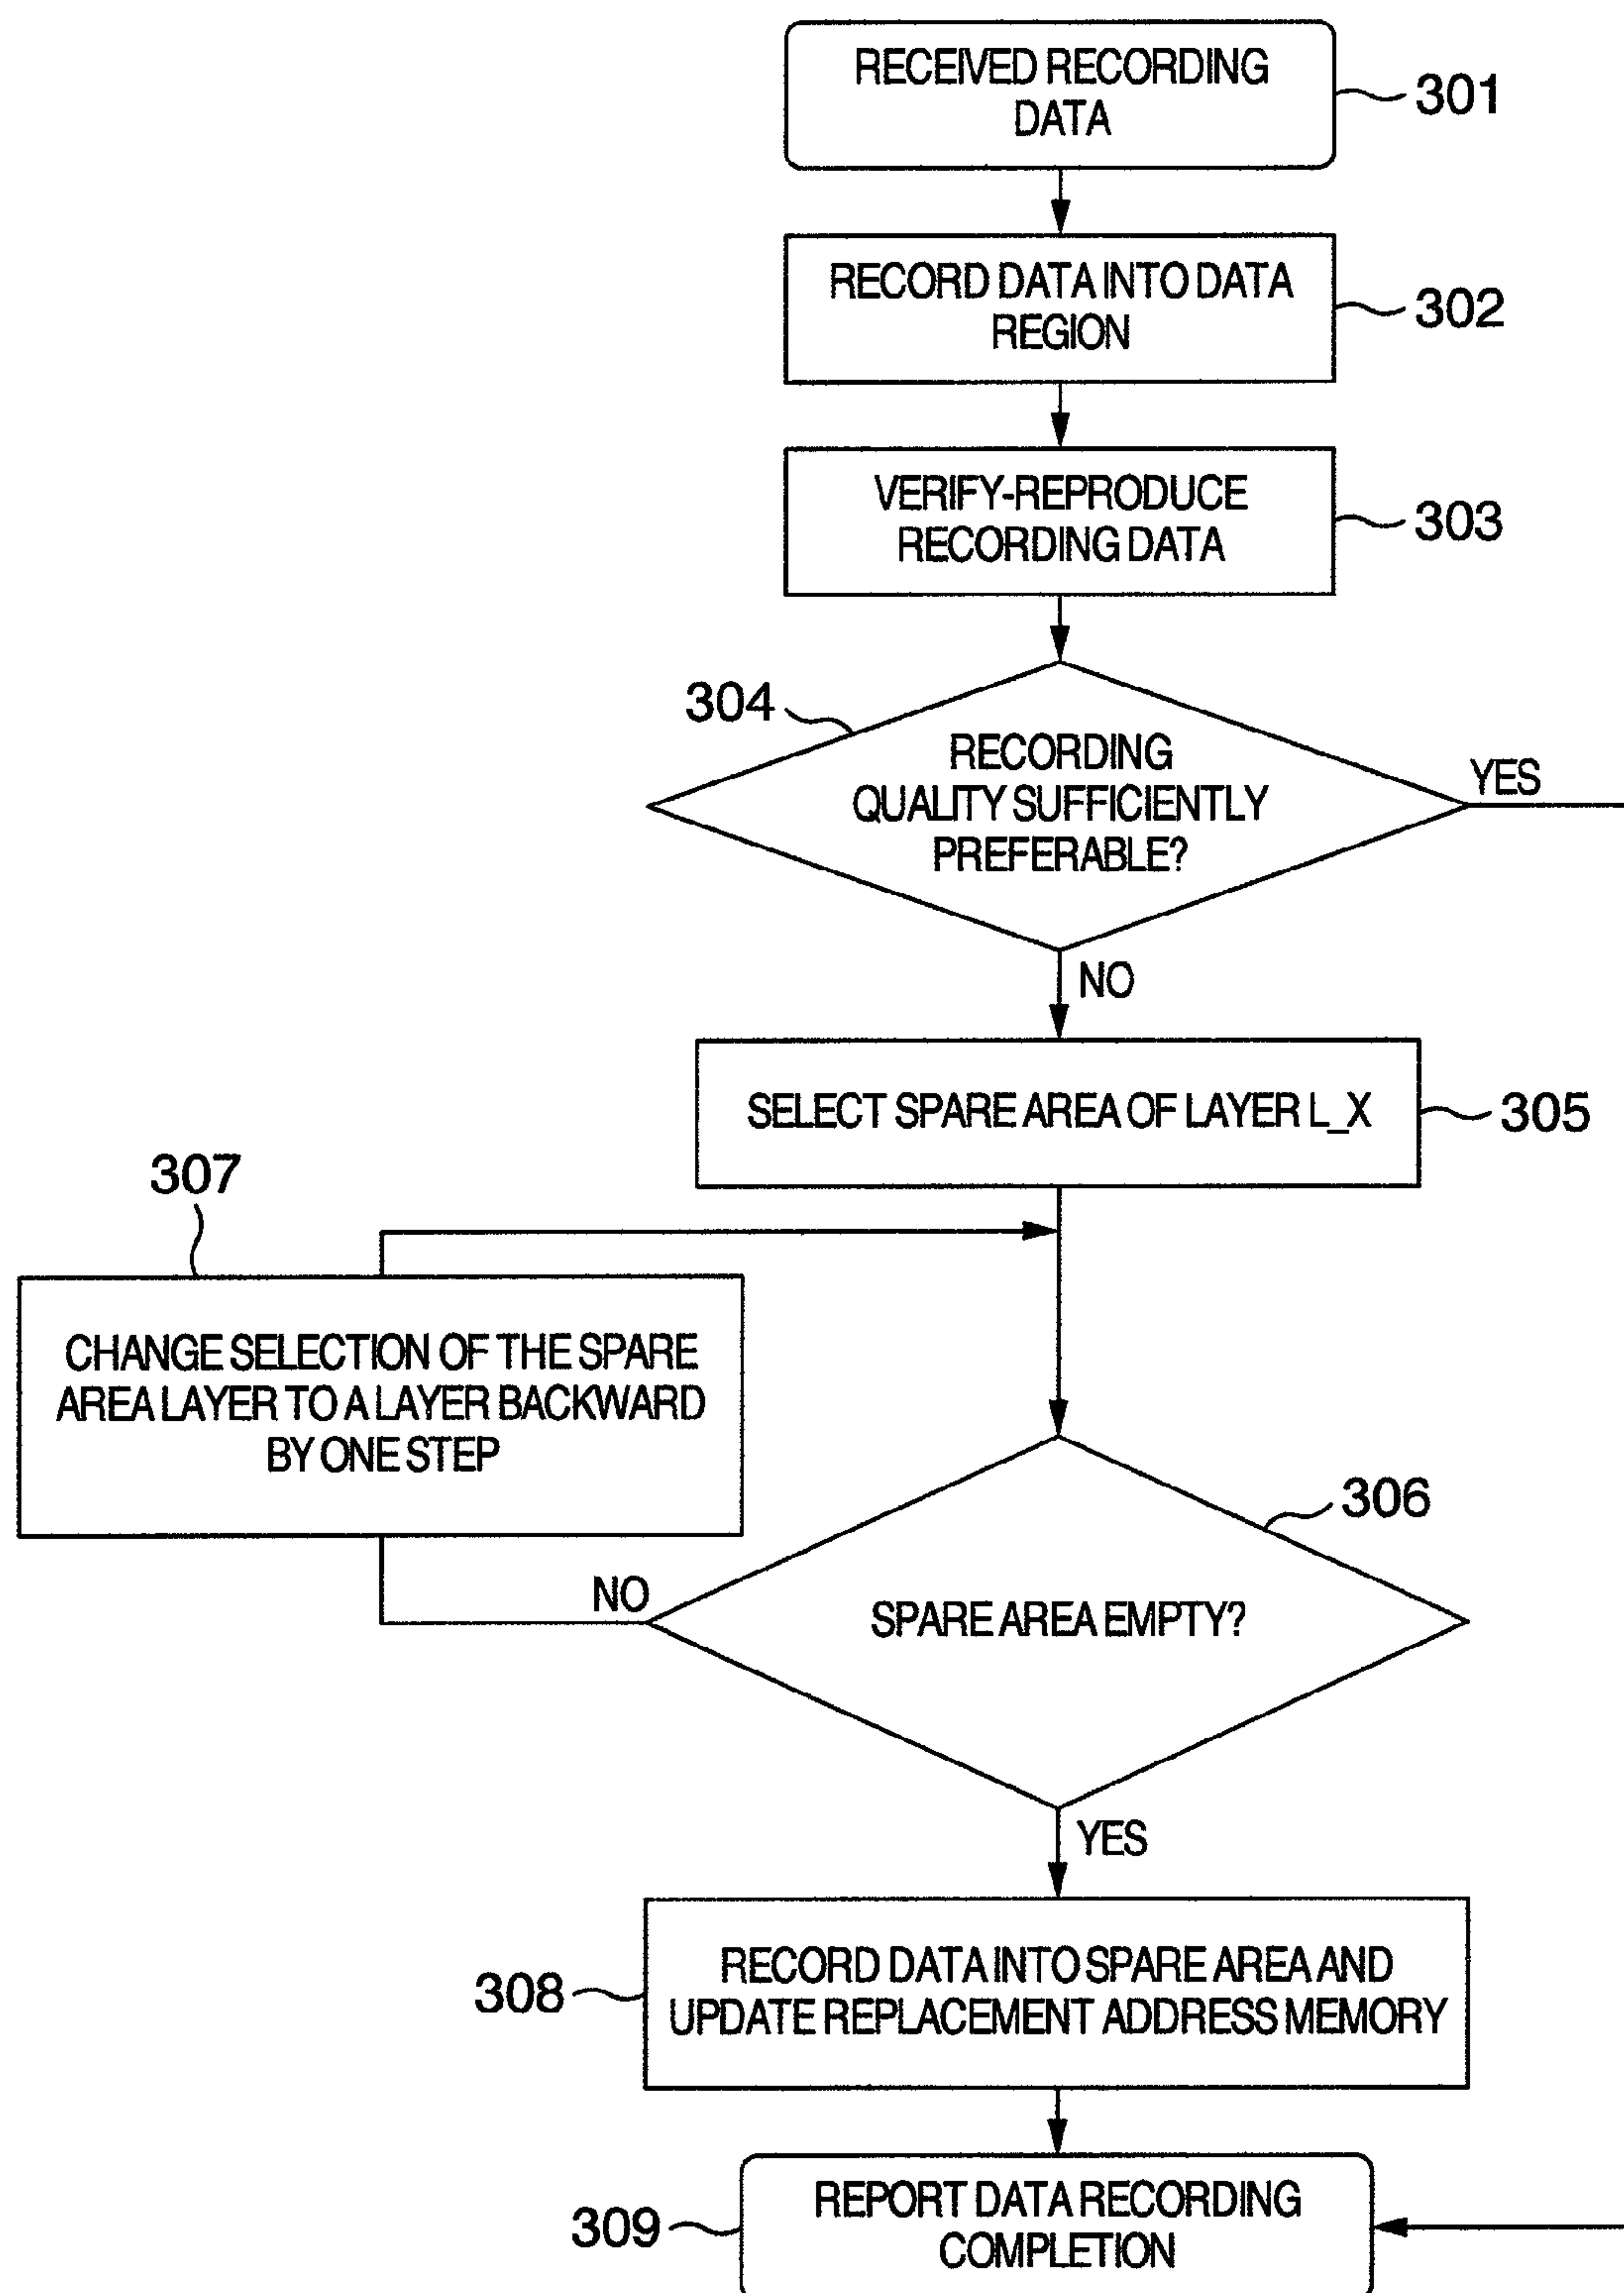 RECEIVED RECORDING
DATA
301
RECORD DATA INTO DATA
REGION
302
VERIFY-REPRODUCE
RECORDING DATA
303
304
RECORDING
QUALITY SUFFICIENTLY
PREFERABLE?
YES
NO
SELECT SPARE AREA OF LAYER L_X
305
307
CHANGE SELECTION OF THE SPARE
AREA LAYER TO A LAYER BACKWARD
BY ONE STEP
306
NO
SPARE AREA EMPTY?
YES
308
RECORD DATA INTO SPARE AREA AND
UPDATE REPLACEMENT ADDRESS MEMORY
309
REPORT DATA RECORDING
COMPLETION